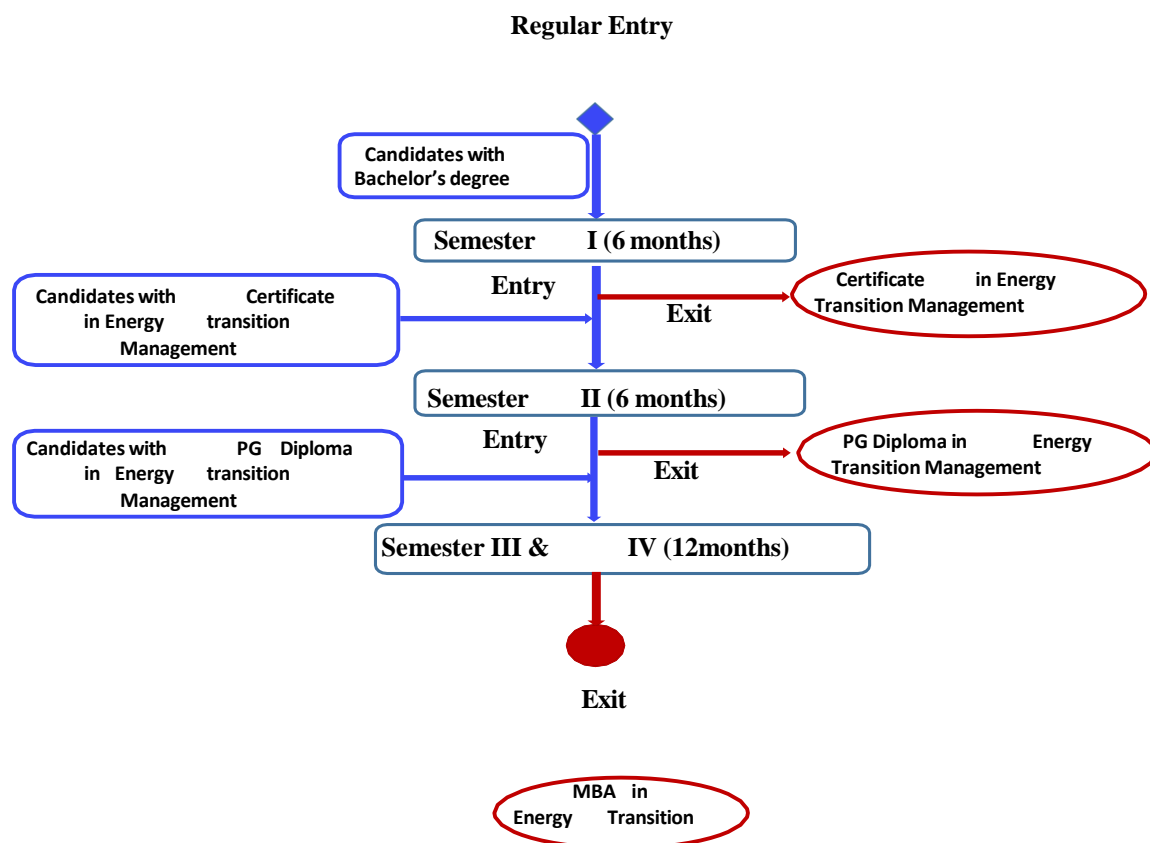 Regular Entry
Candidates with
Bachelor’s degree
Semester I (6 months)
Entry
Exit
Candidates with Certificate
in Energy transition
Management
Certificate in Energy
Transition Management
Semester II (6 months)
Entry
Exit
Candidates with PG Diploma
in Energy transition
Management
PG Diploma in Energy
Transition Management
Semester III & IV (12months)
Exit
MBA in
Energy Transition